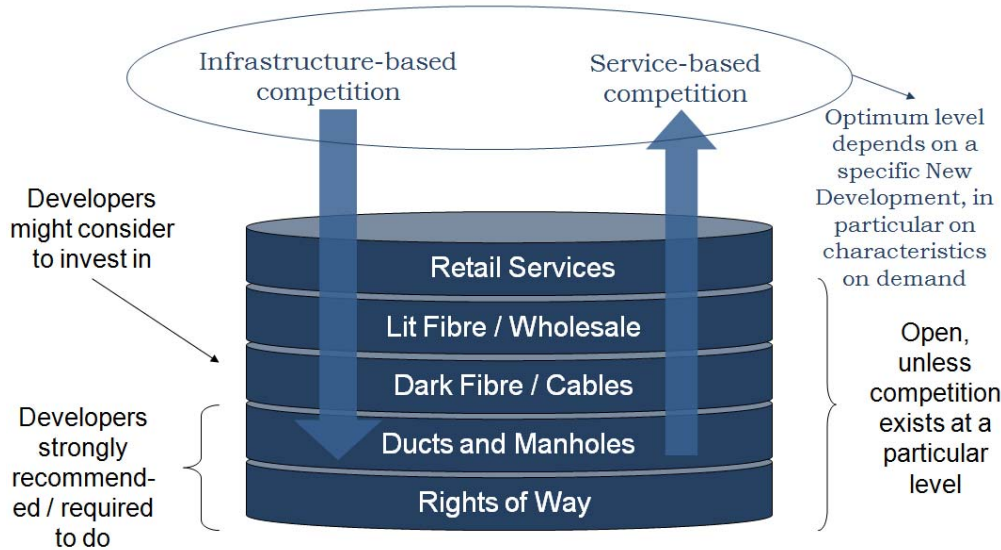 Infrastructure-based
competition
Service-based
competition
Optimum level
depends on a
specific New
Development, in
particular on
characteristics
on demand
Developers
might consider
to invest in
Retail Services
Lit Fibre / Wholesale
Dark Fibre / Cables
Ducts and Manholes
Rights of Way
Developers
strongly
recommend-
ed / required
to do
Open,
unless
competition
exists at a
particular
level